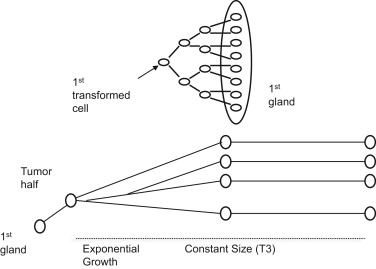 1st
transformed
cell
1st
gland
Tumor
half
1st
gland
Exponential
Growth
Constant Size (T3)